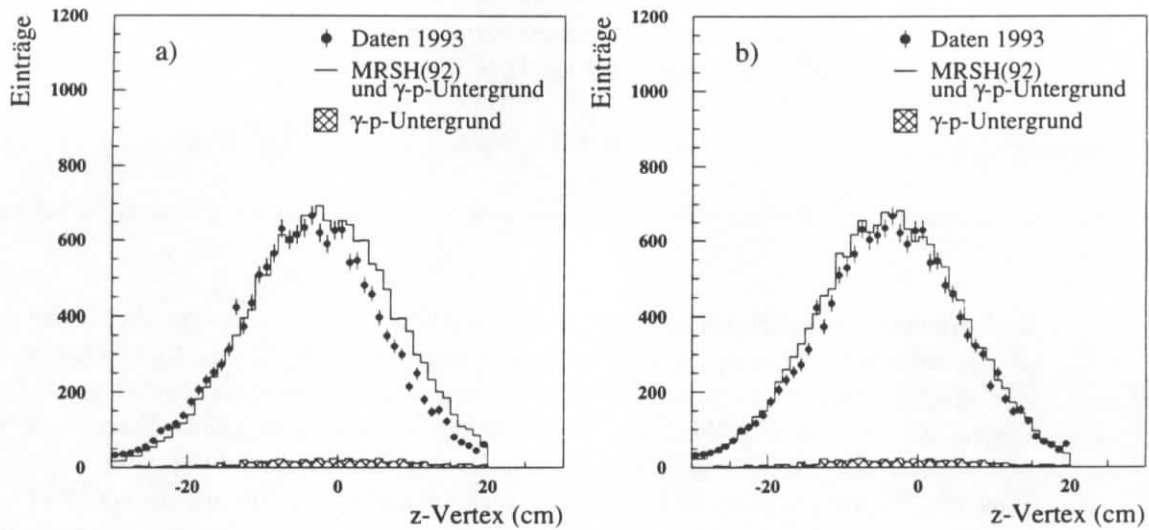 Einträge
1200
1000
800
600
400
200
0
-20
0
20
z-Vertex (cm)
a)
Daten 1993
MRSH(92)
und γ-p-Untergrund
γ-p-Untergrund
Einträge
1200
1000
800
600
400
200
0
-20
0
20
z-Vertex (cm)
b)
Daten 1993
MRSH(92)
und γ-p-Untergrund
γ-p-Untergrund